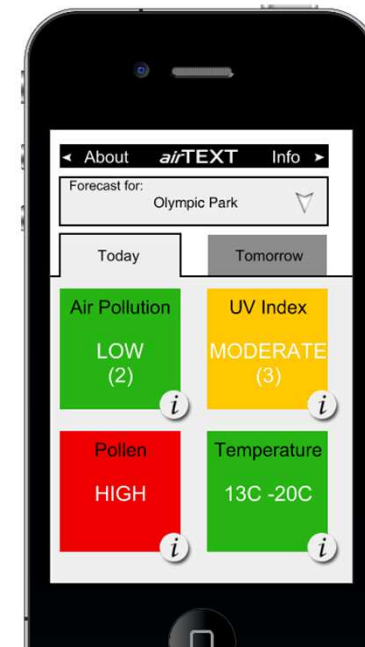 ◄ About airTEXT Info ➤
Forecast for:
Olympic Park
Today Tomorrow
Air Pollution
LOW
(2)
i
UV Index
MODERATE
(3)
i
Pollen
HIGH
i
Temperature
13C -20C
i